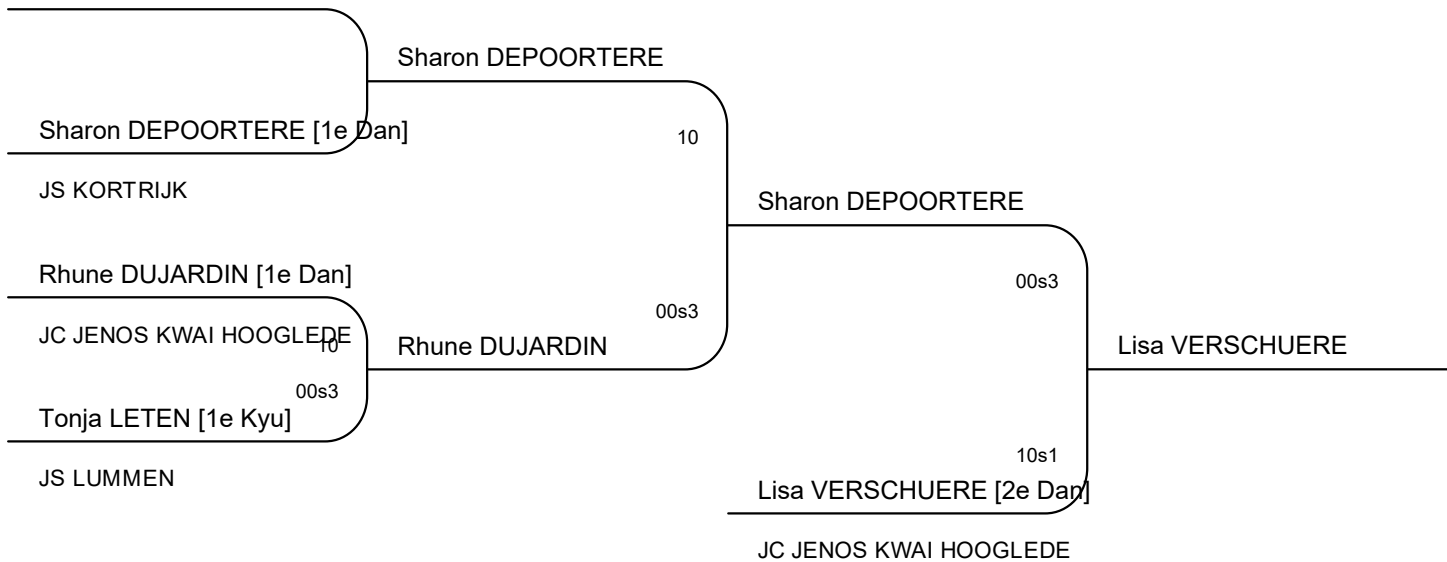 Sharon DEPOORTERE
Sharon DEPOORTERE [1e Dan]
10
JS KORTRIJK
Sharon DEPOORTERE
Rhune DUJARDIN [1e Dan]
00s3
00s3
JC JENOS KWAI HOOGLEDE
10
Rhune DUJARDIN
Lisa VERSCHUERE
00s3
Tonja LETEN [1e Kyu]
10s1
JS LUMMEN
Lisa VERSCHUERE [2e Dan]
JC JENOS KWAI HOOGLEDE